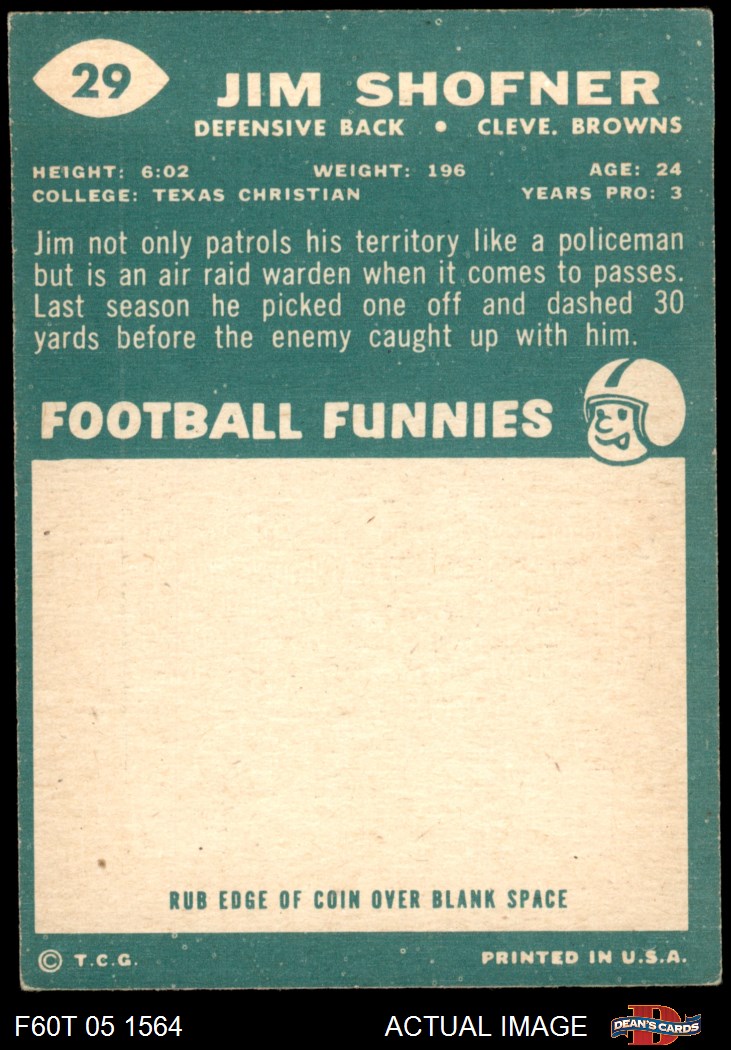 29
JIM SHOFNER
DEFENSIVE BACK • CLEVE. BROWNS
HEIGHT: 6:02 WEIGHT: 196 AGE: 24
COLLEGE: TEXAS CHRISTIAN YEARS PRO: 3
Jim not only patrols his territory like a policeman
but is an air raid warden when it comes to passes.
Last season he picked one off and dashed 30
yards before the enemy caught up with him.
FOOTBALL FUNNIES
RUB EDGE OF COIN OVER BLANK SPACE
© T.C.G. PRINTED IN U.S.A.
F60T 05 1564 ACTUAL IMAGE D DEAN'S CARDS